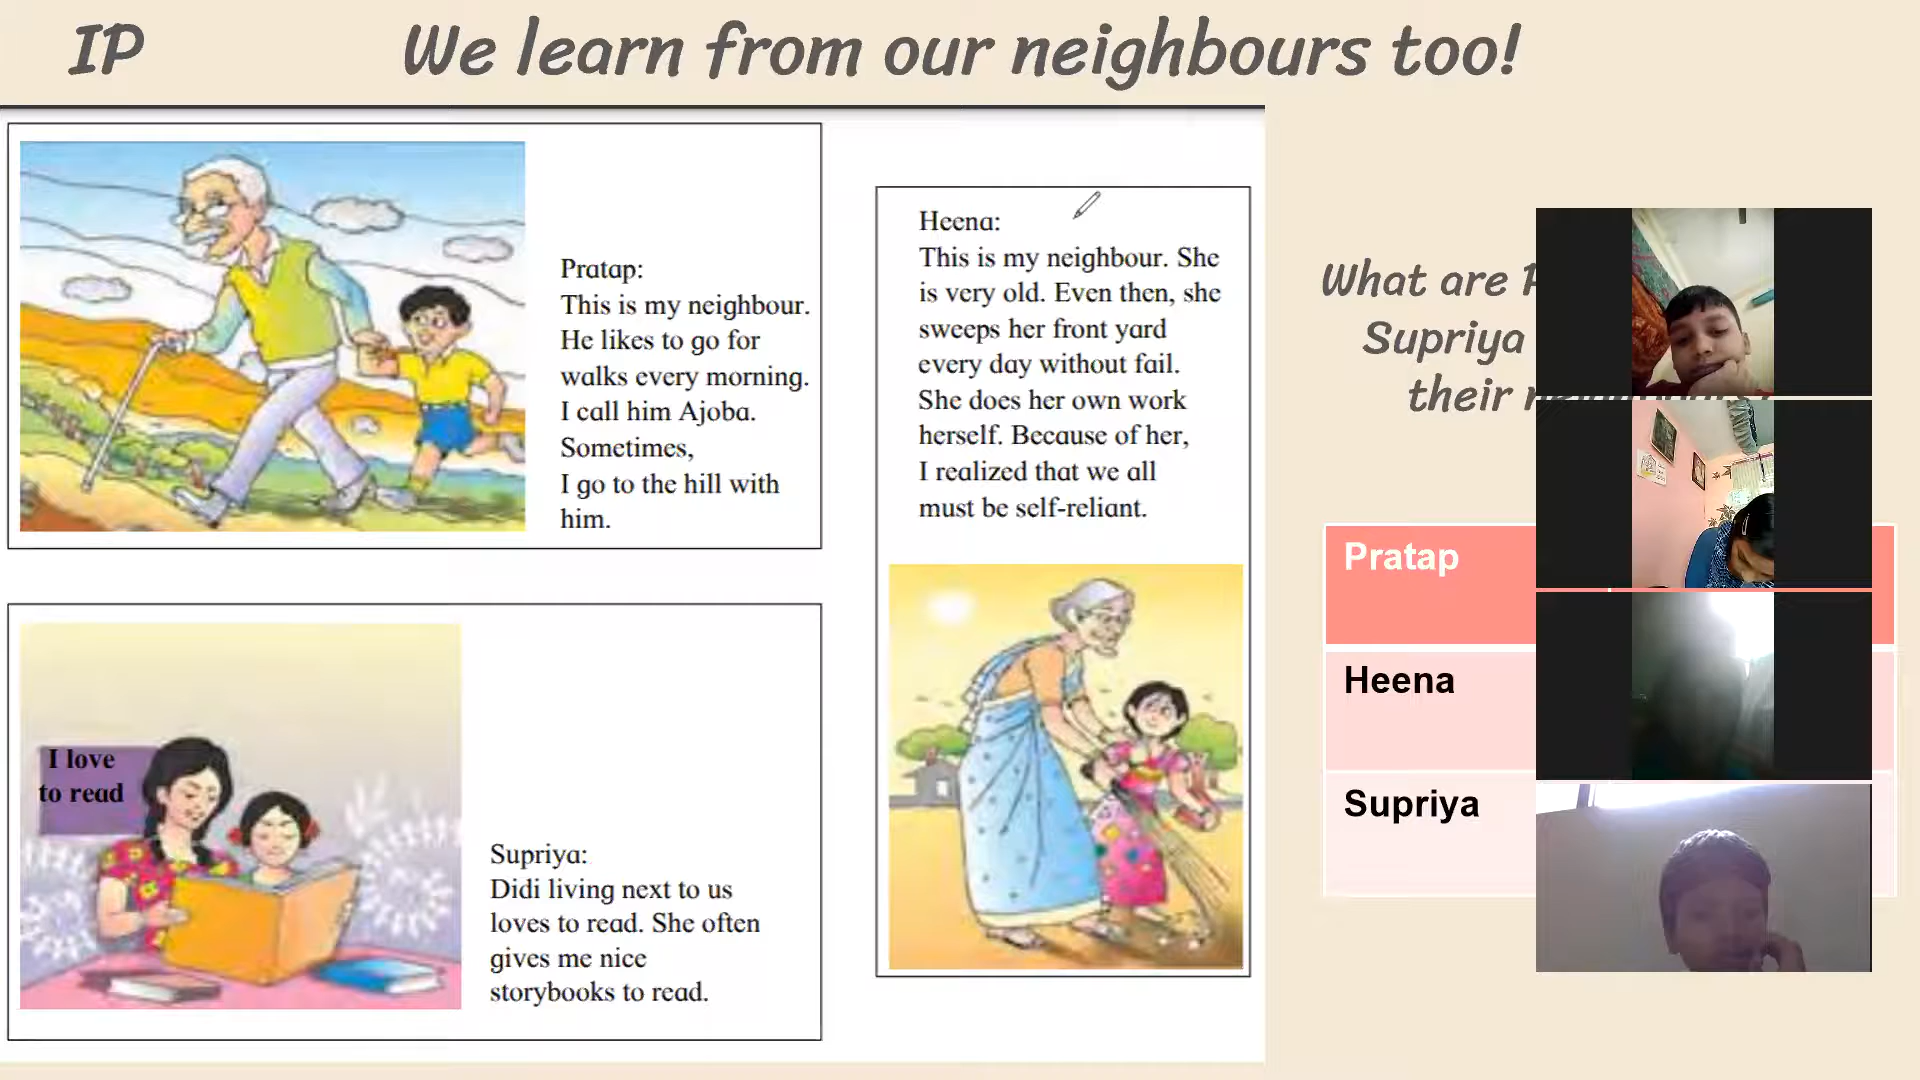 IP
We learn from our neighbours too!
Pratap:
This is my neighbour.
He likes to go for
walks every morning.
I call him Ajoba.
Sometimes,
I go to the hill with
him.
Heena:
This is my neighbour. She
is very old. Even then, she
sweeps her front yard
every day without fail.
She does her own work
herself. Because of her,
I realized that we all
must be self-reliant.
I love
to read
Supriya:
Didi living next to us
loves to read. She often
gives me nice
storybooks to read.
What are
Supriya
their
Pratap
Heena
Supriya